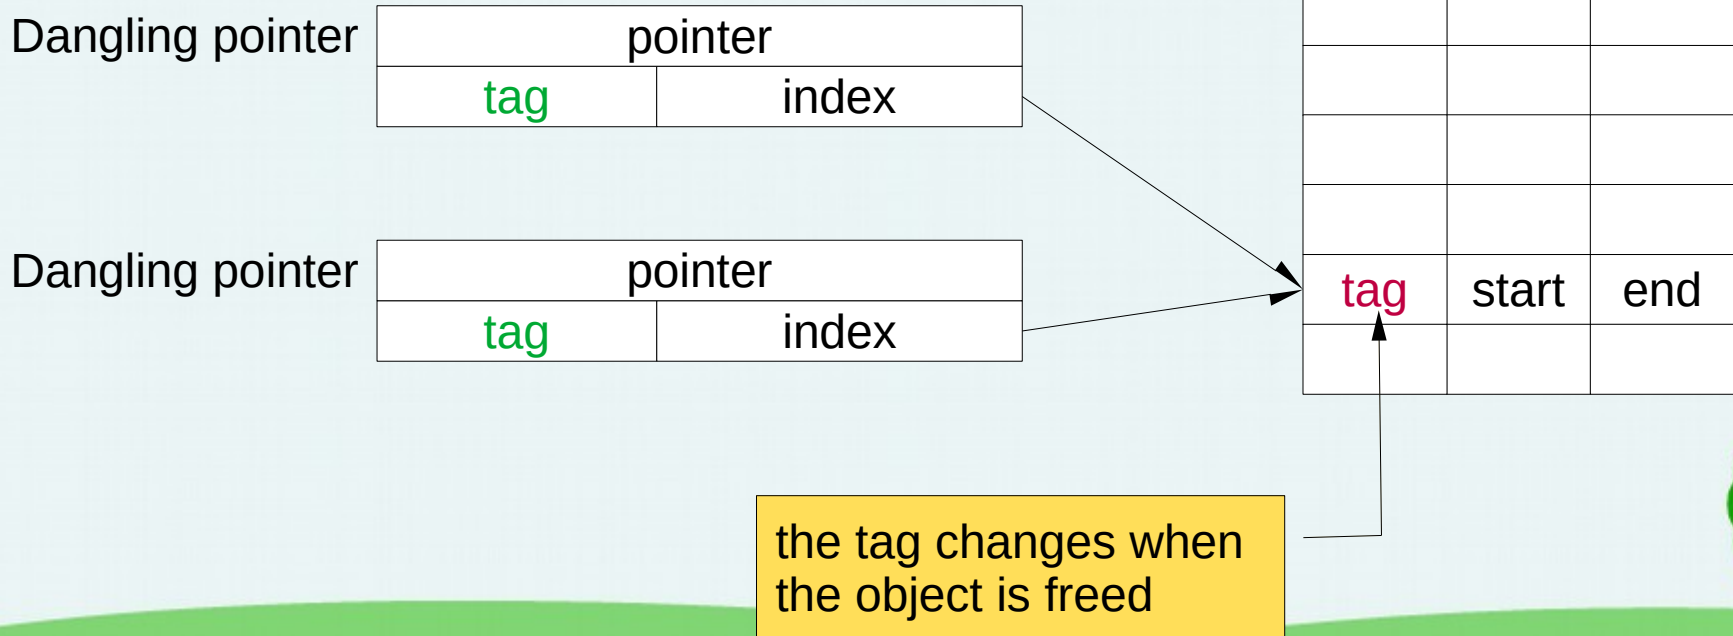 Dangling pointer
pointer
tag
index
Dangling pointer
pointer
tag
index
tag
start
end
the tag changes when
the object is freed